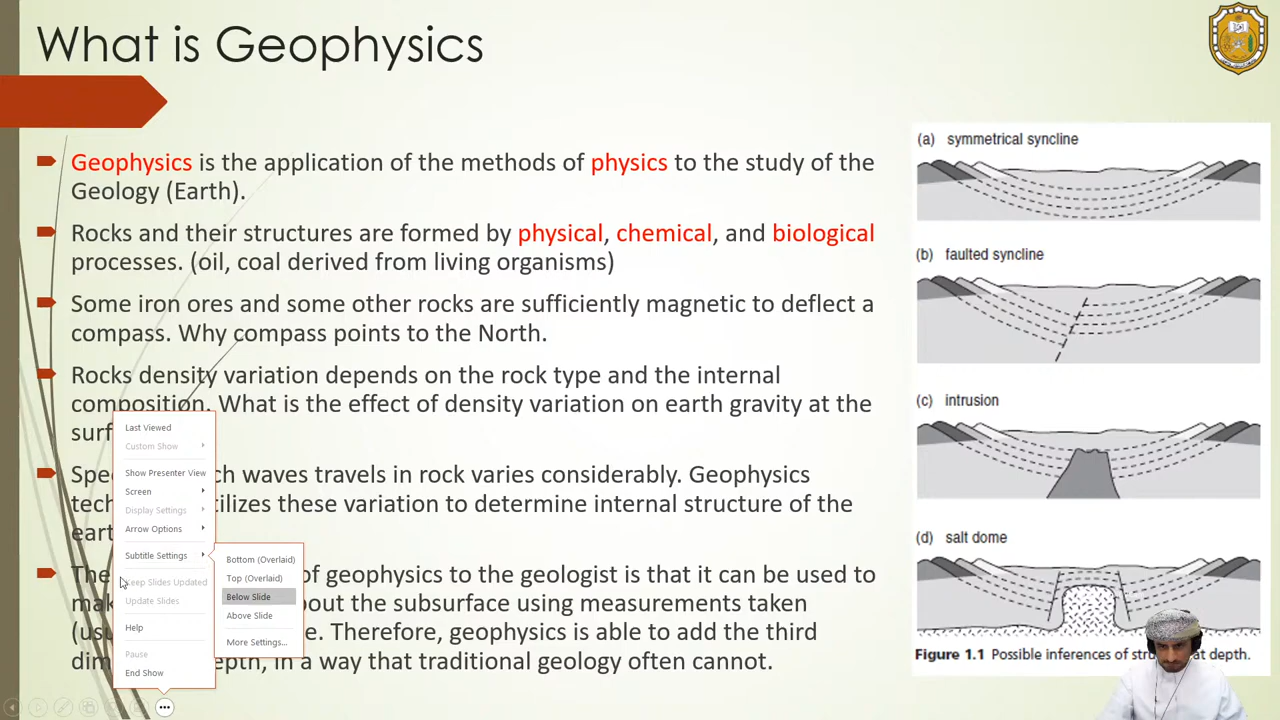 What is Geophysics
Geophysics is the application of the methods of physics to the study of the
Geology (Earth).
Rocks and their structures are formed by physical, chemical, and biological
processes. (oil, coal derived from living organisms)
Some iron ores and some other rocks are sufficiently magnetic to deflect a
compass. Why compass points to the North.
Rocks density variation depends on the rock type and the internal
composition. What is the effect of density variation on earth gravity at the
waves travels in rock varies considerably. Geophysics
these variation to determine internal structure of the
The of geophysics to the geologist is that it can be used to
the subsurface using measurements taken
Therefore, geophysics is able to add the third
in a way that traditional geology often cannot.
Last Viewed
Custom Show
Show Presenter View
Screen
Display Settings
Arrow Options
Subtitle Settings
Keep Slides Updated
Update Slides
Help
Pause
End Show
Bottom (Overlaid)
Top (Overlaid)
Below Slide
Above Slide
More Settings...
(a) symmetrical syncline
(b) faulted syncline
(c) intrusion
(d) salt dome
Figure 1.1 Possible inferences of at depth.